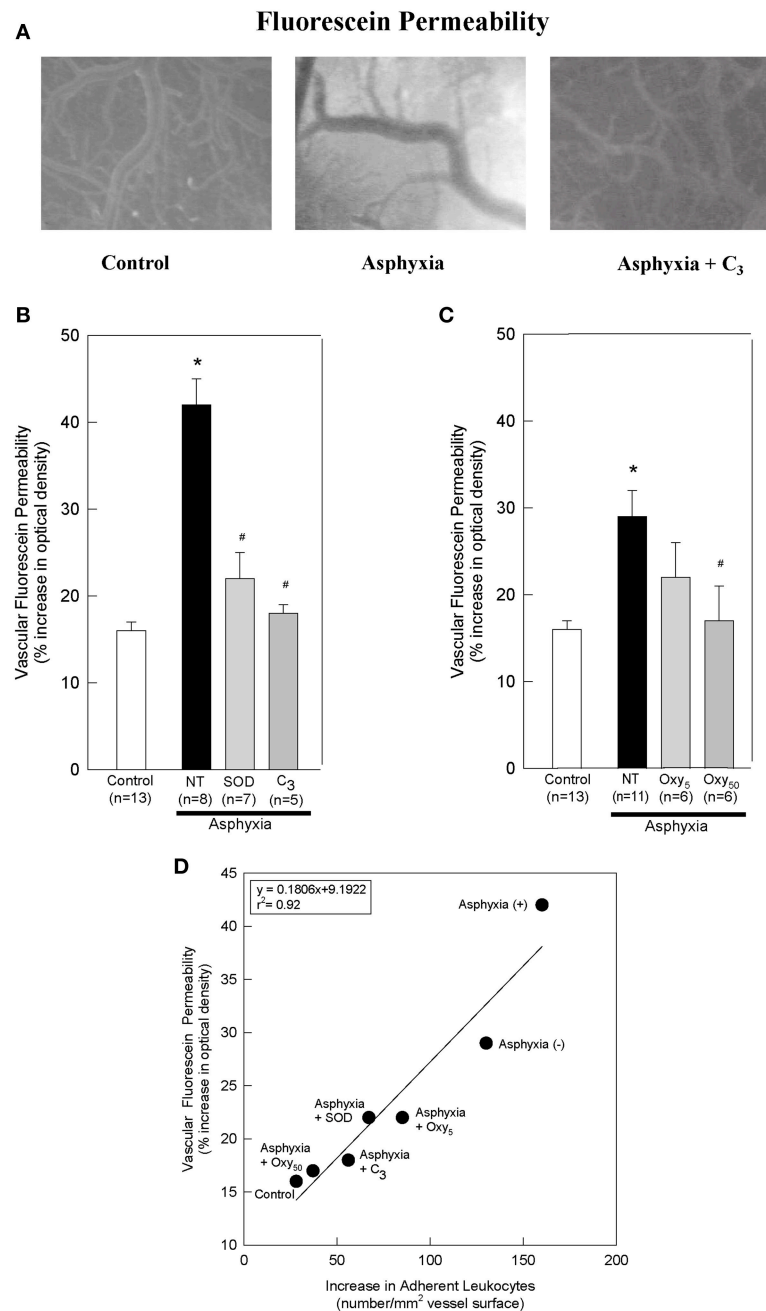 Fluorescein Permeability
A
Control
Asphyxia
Asphyxia + C₃
B
Vascular Fluorescein Permeability
(% increase in optical density)
50
40
30
20
10
0
*
#
#
Control
(n=13)
NT
(n=8)
SOD
(n=7)
C₃
(n=5)
Asphyxia
C
Vascular Fluorescein Permeability
(% increase in optical density)
50
40
30
20
10
0
*
#
Control
(n=13)
NT
(n=11)
Oxy₅
(n=6)
Oxy₅₀
(n=6)
Asphyxia
D
Vascular Fluorescein Permeability
(% increase in optical density)
45
40
35
30
25
20
15
10
y = 0.1806x+9.1922
r²= 0.92
Asphyxia (+)
Asphyxia (-)
Asphyxia
+ SOD
Asphyxia
+ Oxy₅
Asphyxia
+ Oxy₅₀
Asphyxia
+ C₃
Control
0
50
100
150
200
Increase in Adherent Leukocytes
(number/mm² vessel surface)